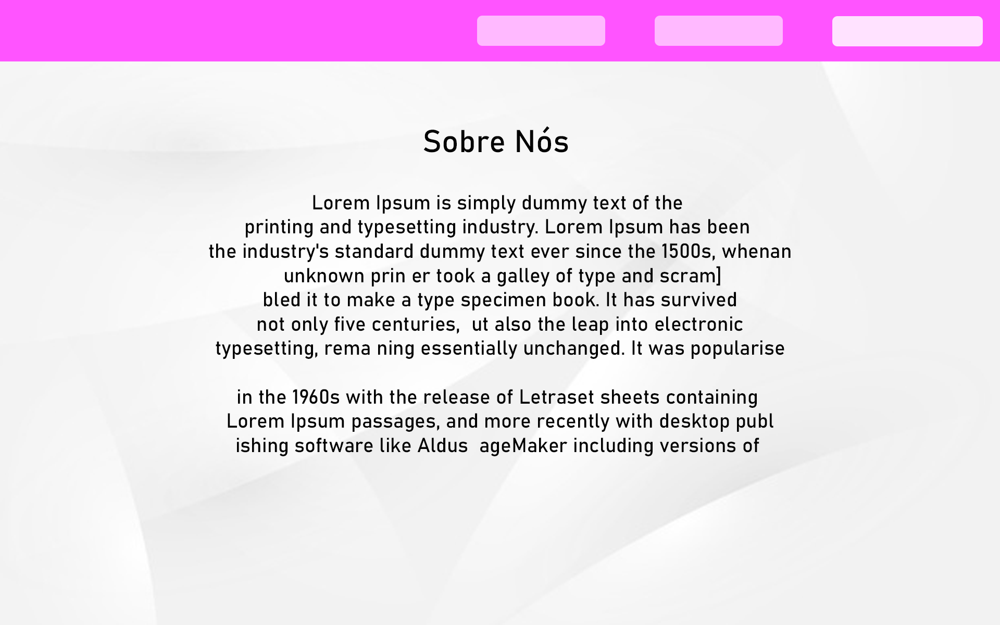 Sobre Nós
Lorem Ipsum is simply dummy text of the
printing and typesetting industry. Lorem Ipsum has been
the industry's standard dummy text ever since the 1500s, whenan
unknown prin er took a galley of type and scram]
bled it to make a type specimen book. It has survived
not only five centuries,  ut also the leap into electronic
typesetting, rema ning essentially unchanged. It was popularise
in the 1960s with the release of Letraset sheets containing
Lorem Ipsum passages, and more recently with desktop publ
ishing software like Aldus  ageMaker including versions of